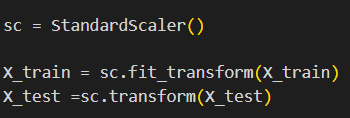 sc = StandardScaler()
X_train = sc.fit_transform(X_train)
X_test =sc.transform(X_test)